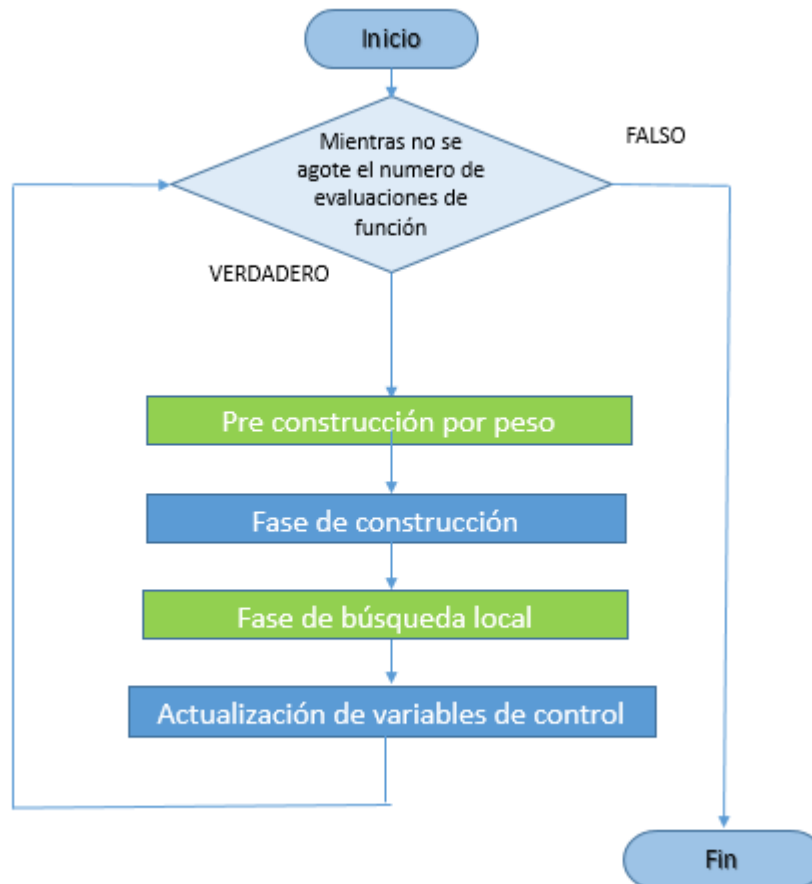 Inicio
Mientras no se
agote el numero de
evaluaciones de
función
FALSO
VERDADERO
Pre construcción por peso
Fase de construcción
Fase de búsqueda local
Actualización de variables de control
Fin